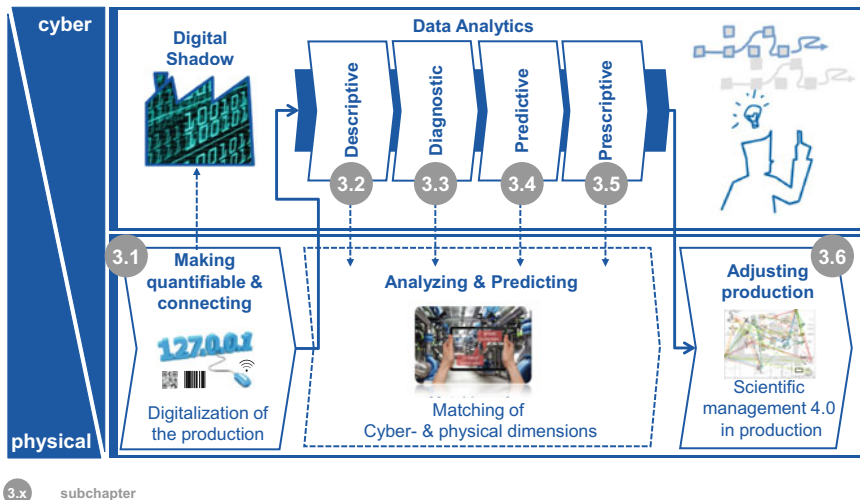 cyber
Digital
Shadow
Data Analytics
Descriptive
Diagnostic
Predictive
Prescriptive
3.2
3.3
3.4
3.5
3.1
Making
quantifiable &
connecting
127.0.0.1
Digitalization of
the production
Analyzing & Predicting
Matching of
Cyber- & physical dimensions
3.6
Adjusting
production
Scientific
management 4.0
in production
physical
3.x subchapter